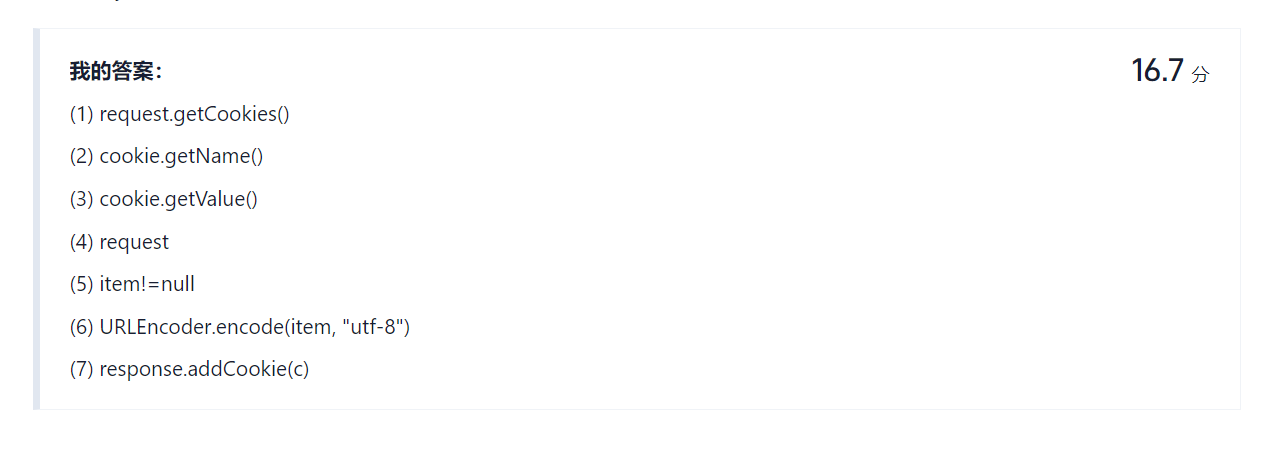 我的答案：
16.7 分
(1) request.getCookies()
(2) cookie.getName()
(3) cookie.getValue()
(4) request
(5) item!=null
(6) URLEncoder.encode(item, "utf-8")
(7) response.addCookie(c)